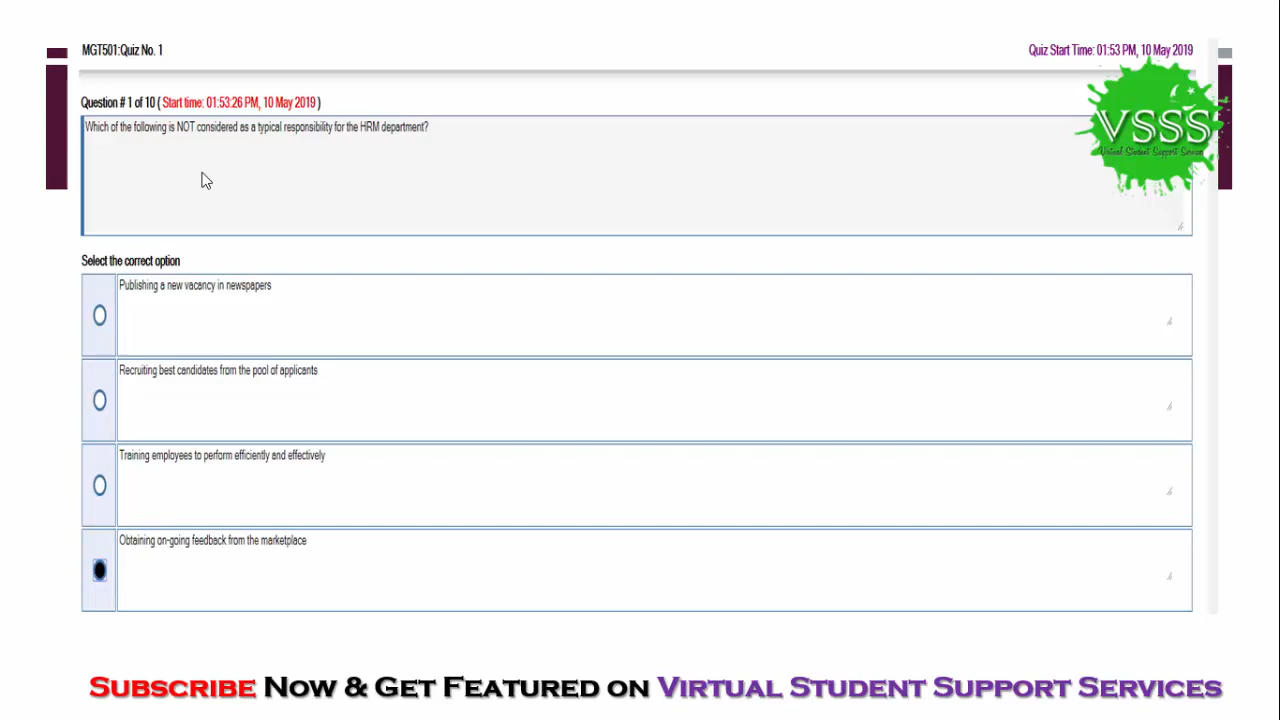 MGT501:Quiz No. 1
Quiz Start Time: 01:53 PM, 10 May 2019
Question # 1 of 10 ( Start time: 01:53:26 PM, 10 May 2019 )
Which of the following is NOT considered as a typical responsibility for the HRM department?
VSSS
Virtual Student Support Services
Select the correct option
Publishing a new vacancy in newspapers
Recruiting best candidates from the pool of applicants
Training employees to perform efficiently and effectively
Obtaining on-going feedback from the marketplace
Subscribe Now & Get Featured on Virtual Student Support Services